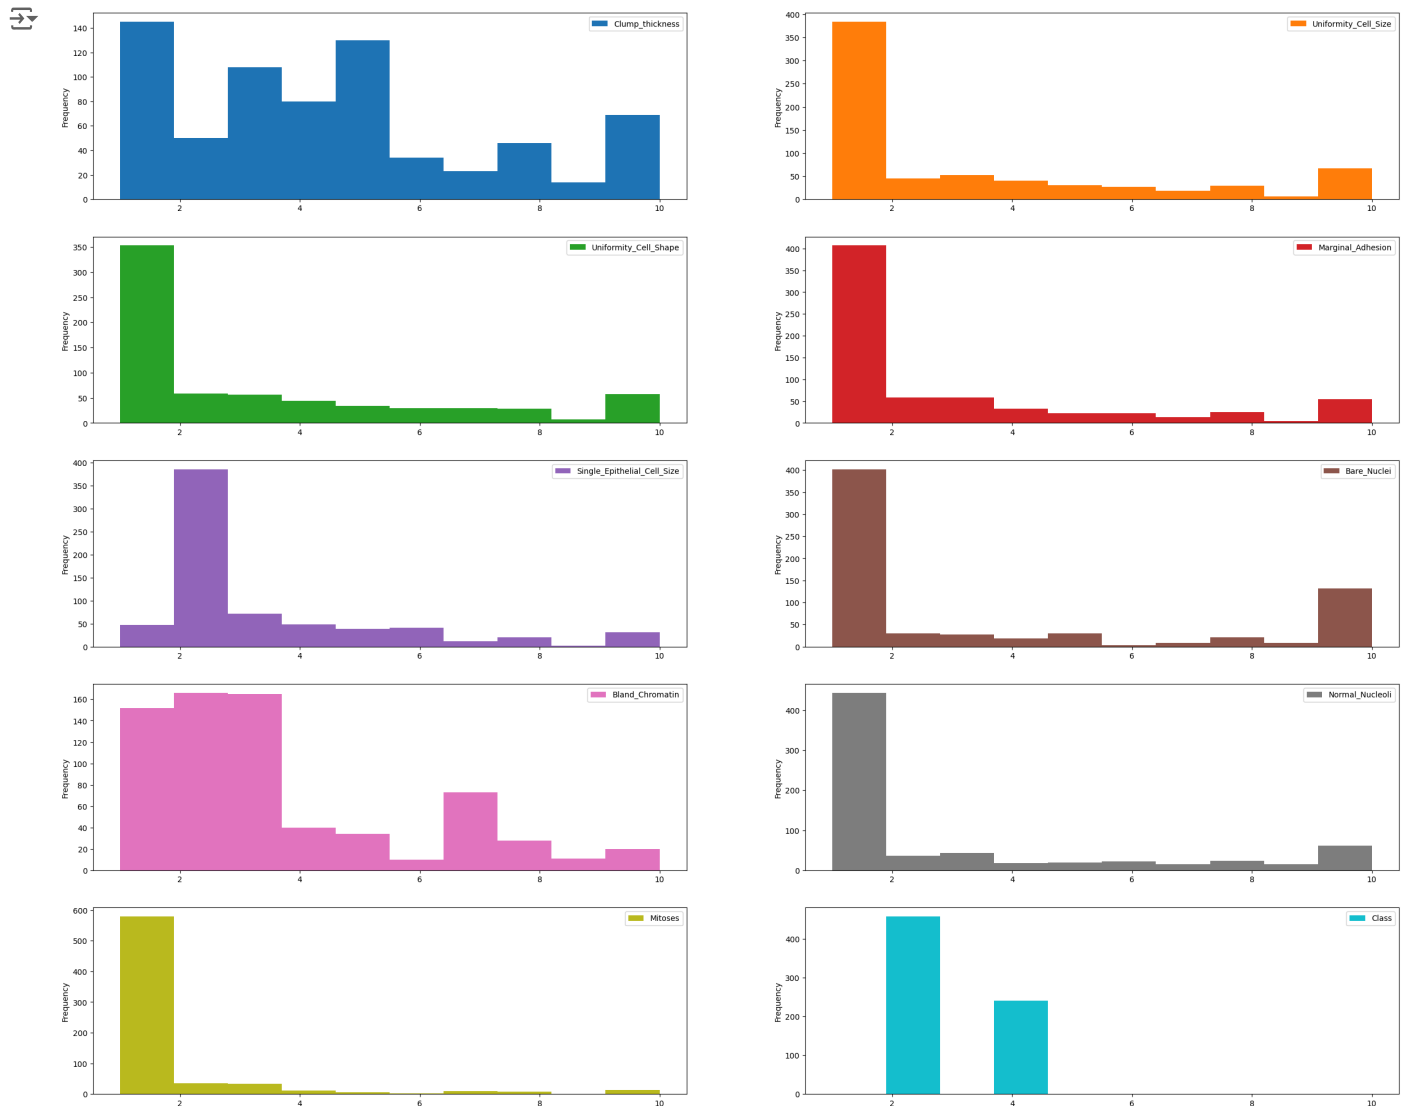 Clump_thickness
Frequency
140
120
100
80
60
40
20
0
2 4 6 8 10
Uniformity_Cell_Size
Frequency
400
350
300
250
200
150
100
50
0
2 4 6 8 10
Uniformity_Cell_Shape
Frequency
350
300
250
200
150
100
50
0
2 4 6 8 10
Marginal_Adhesion
Frequency
400
350
300
250
200
150
100
50
0
2 4 6 8 10
Single_Epithelial_Cell_Size
Frequency
400
350
300
250
200
150
100
50
0
2 4 6 8 10
Bare_Nuclei
Frequency
400
350
300
250
200
150
100
50
0
2 4 6 8 10
Bland_Chromatin
Frequency
160
140
120
100
80
60
40
20
0
2 4 6 8 10
Normal_Nucleoli
Frequency
400
300
200
100
0
2 4 6 8 10
Mitoses
Frequency
600
500
400
300
200
100
0
2 4 6 8 10
Class
Frequency
400
300
200
100
0
2 4 6 8 10